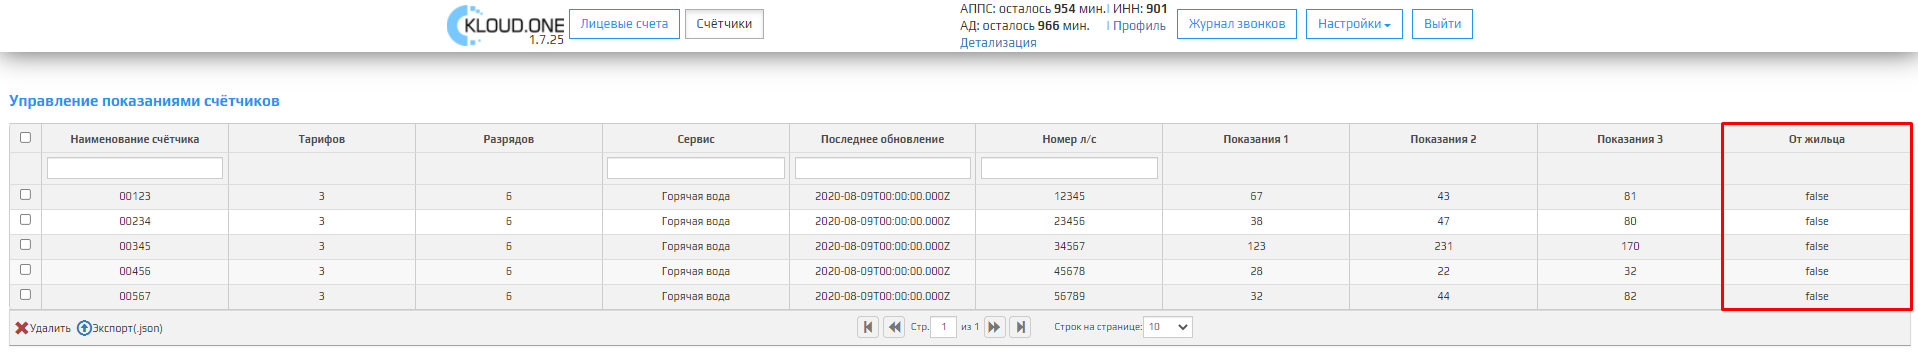 KLOUD.ONE
1.7.25
Лицевые счета
Счётчики
АППС: осталось 954 мин. | ИНН: 901
АД: осталось 966 мин. | Профиль
Детализация
Журнал звонков
Настройки
Выйти
Управление показаниями счётчиков
Наименование счётчика Тарифов Разрядов Сервис Последнее обновление Номер л/с Показания 1 Показания 2 Показания 3 От жильца
00123 3 6 Горячая вода 2020-08-09T00:00:00.000Z 12345 67 43 81 false
00234 3 6 Горячая вода 2020-08-09T00:00:00.000Z 23456 38 47 80 false
00345 3 6 Горячая вода 2020-08-09T00:00:00.000Z 34567 123 231 170 false
00456 3 6 Горячая вода 2020-08-09T00:00:00.000Z 45678 28 22 32 false
00567 3 6 Горячая вода 2020-08-09T00:00:00.000Z 56789 32 44 82 false
Удалить Экспорт(.json) Стр. 1 из 1 Строк на странице: 10